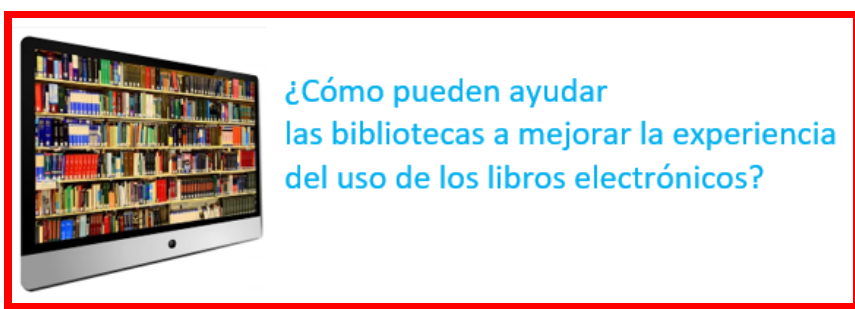 ¿Cómo pueden ayudar
las bibliotecas a mejorar la experiencia
del uso de los libros electrónicos?